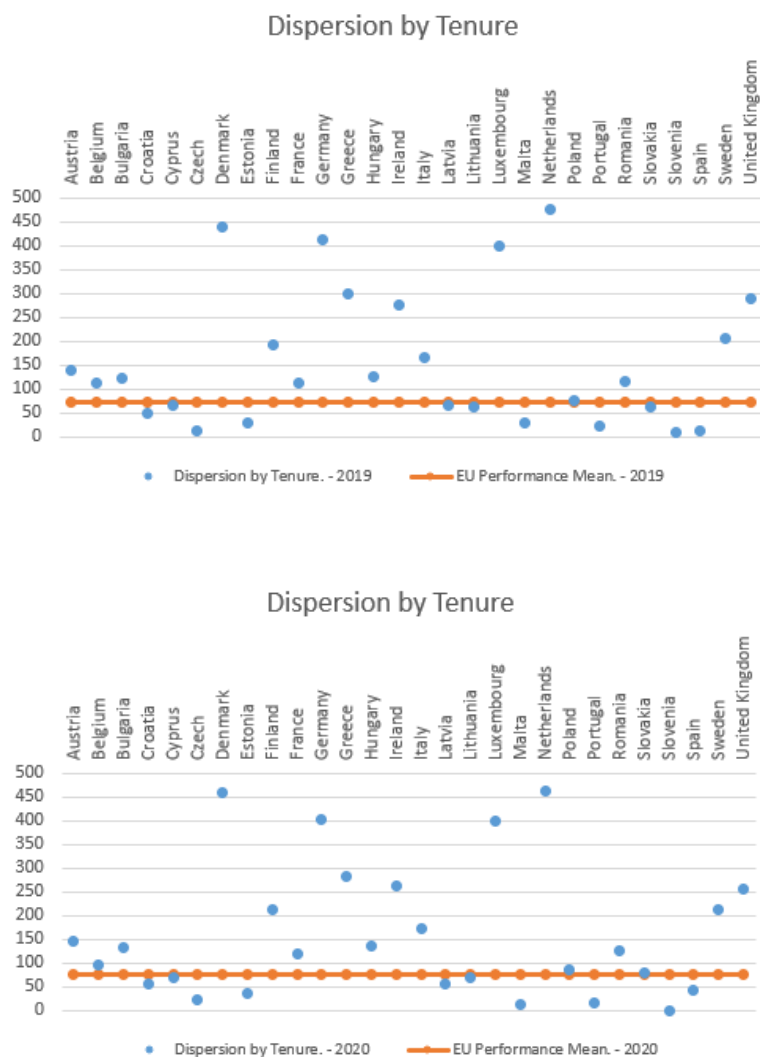 Dispersion by Tenure
Austria
Belgium
Bulgaria
Croatia
Cyprus
Czech
Denmark
Estonia
Finland
France
Germany
Greece
Hungary
Ireland
Italy
Latvia
Lithuania
Luxembourg
Malta
Netherlands
Poland
Portugal
Romania
Slovakia
Slovenia
Spain
Sweden
United Kingdom
500
450
400
350
300
250
200
150
100
50
0
Dispersion by Tenure. - 2019
EU Performance Mean. - 2019
Dispersion by Tenure
Austria
Belgium
Bulgaria
Croatia
Cyprus
Czech
Denmark
Estonia
Finland
France
Germany
Greece
Hungary
Ireland
Italy
Latvia
Lithuania
Luxembourg
Malta
Netherlands
Poland
Portugal
Romania
Slovakia
Slovenia
Spain
Sweden
United Kingdom
500
450
400
350
300
250
200
150
100
50
0
Dispersion by Tenure. - 2020
EU Performance Mean. - 2020